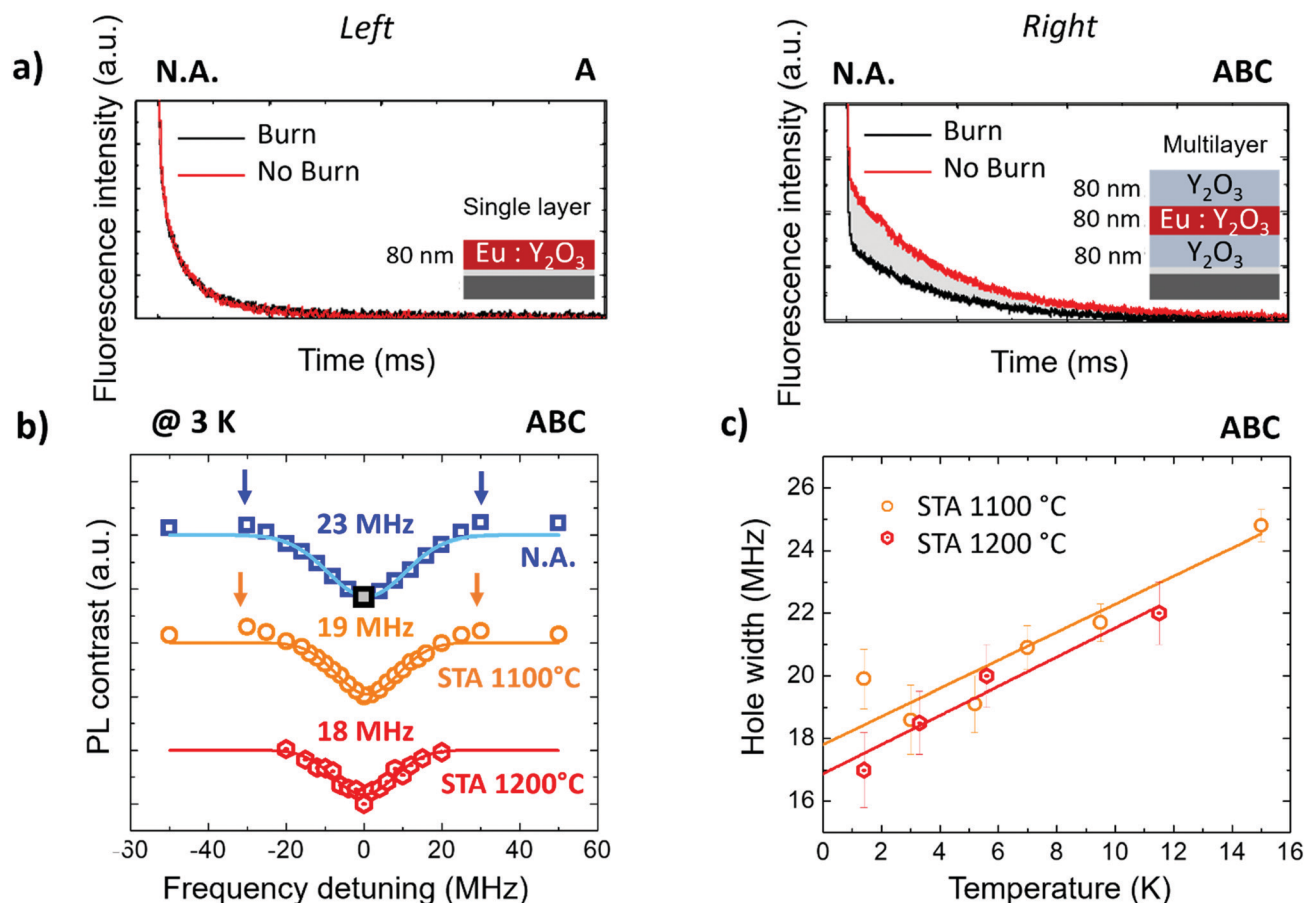 Left
Right
a)
N.A.
A
Fluorescence intensity (a.u.)
Burn
No Burn
Single layer
80 nm
Eu : Y2O3
Time (ms)
N.A.
ABC
Fluorescence intensity (a.u.)
Burn
No Burn
Multilayer
80 nm
Y2O3
80 nm
Eu : Y2O3
80 nm
Y2O3
Time (ms)
b)
@ 3 K
ABC
PL contrast (a.u.)
23 MHz
N.A.
19 MHz
STA 1100°C
18 MHz
STA 1200°C
-40 -20 0 20 40 60
Frequency detuning (MHz)
c)
ABC
Hole width (MHz)
26
24
22
20
18
16
STA 1100 °C
STA 1200 °C
0 2 4 6 8 10 12 14 16
Temperature (K)